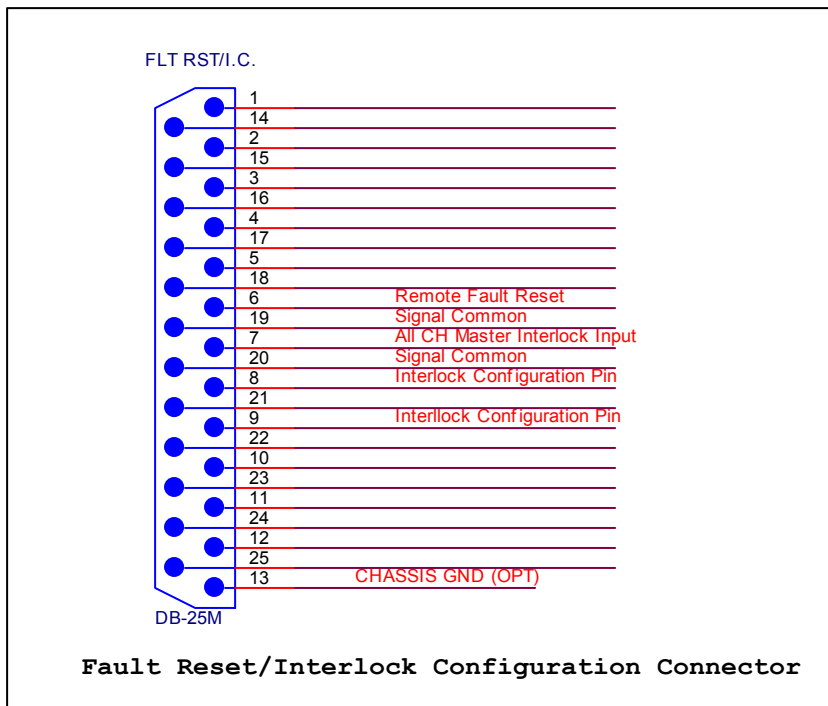 FLT RST/I.C.
1
14
2
15
3
16
4
17
5
18
6 Remote Fault Reset
19 Signal Common
7 All CH Master Interlock Input
20 Signal Common
8 Interlock Configuration Pin
21
9 Interllock Configuration Pin
22
10
23
11
24
12
25
13 CHASSIS GND (OPT)
DB-25M
Fault Reset/Interlock Configuration Connector